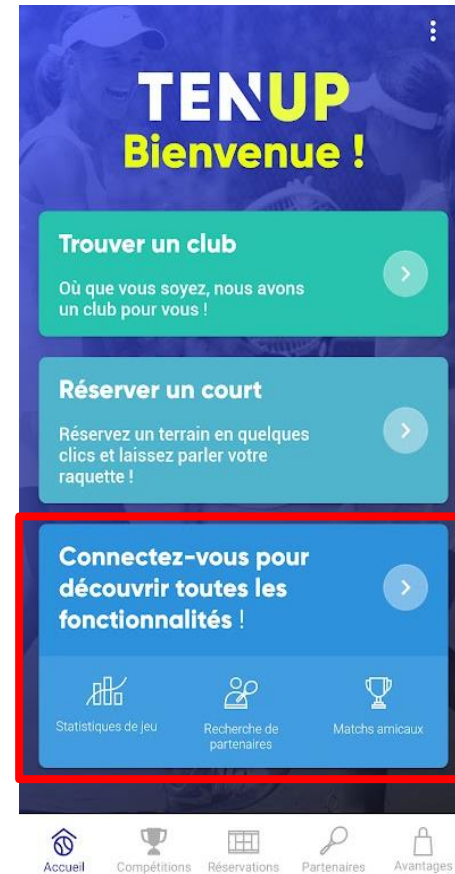 TENUP
Bienvenue !
Trouver un club
Où que vous soyez, nous avons
un club pour vous !
Réserver un court
Réservez un terrain en quelques
clics et laissez parler votre
raquette !
Connectez-vous pour
découvrir toutes les
fonctionnalités !
Statistiques de jeu
Recherche de
partenaires
Matchs amicaux
Accueil
Compétitions
Réservations
Partenaires
Avantages